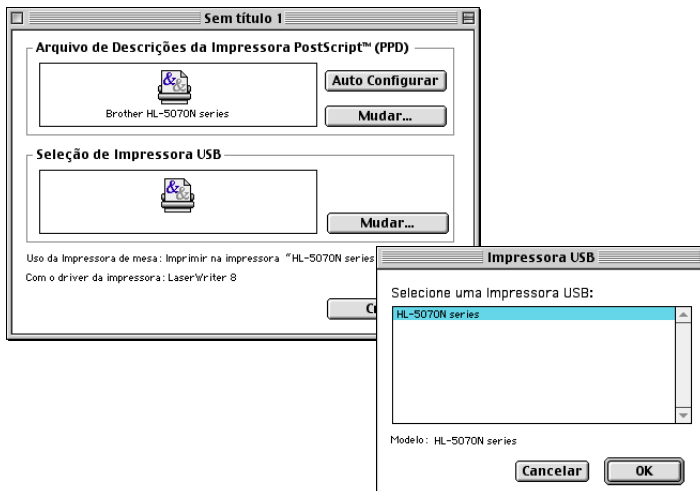 Sem título 1
Arquivo de Descrições da Impressora PostScript™ (PPD)
Brother HL-5070N series
Auto Configurar
Mudar...
Seleção de Impressora USB
Mudar...
Uso da Impressora de mesa: Imprimir na impressora "HL-5070N series
Com o driver da impressora: LaserWriter 8
Impressora USB
Selecione uma Impressora USB:
HL-5070N series
Modelo: HL-5070N series
Cancelar
OK